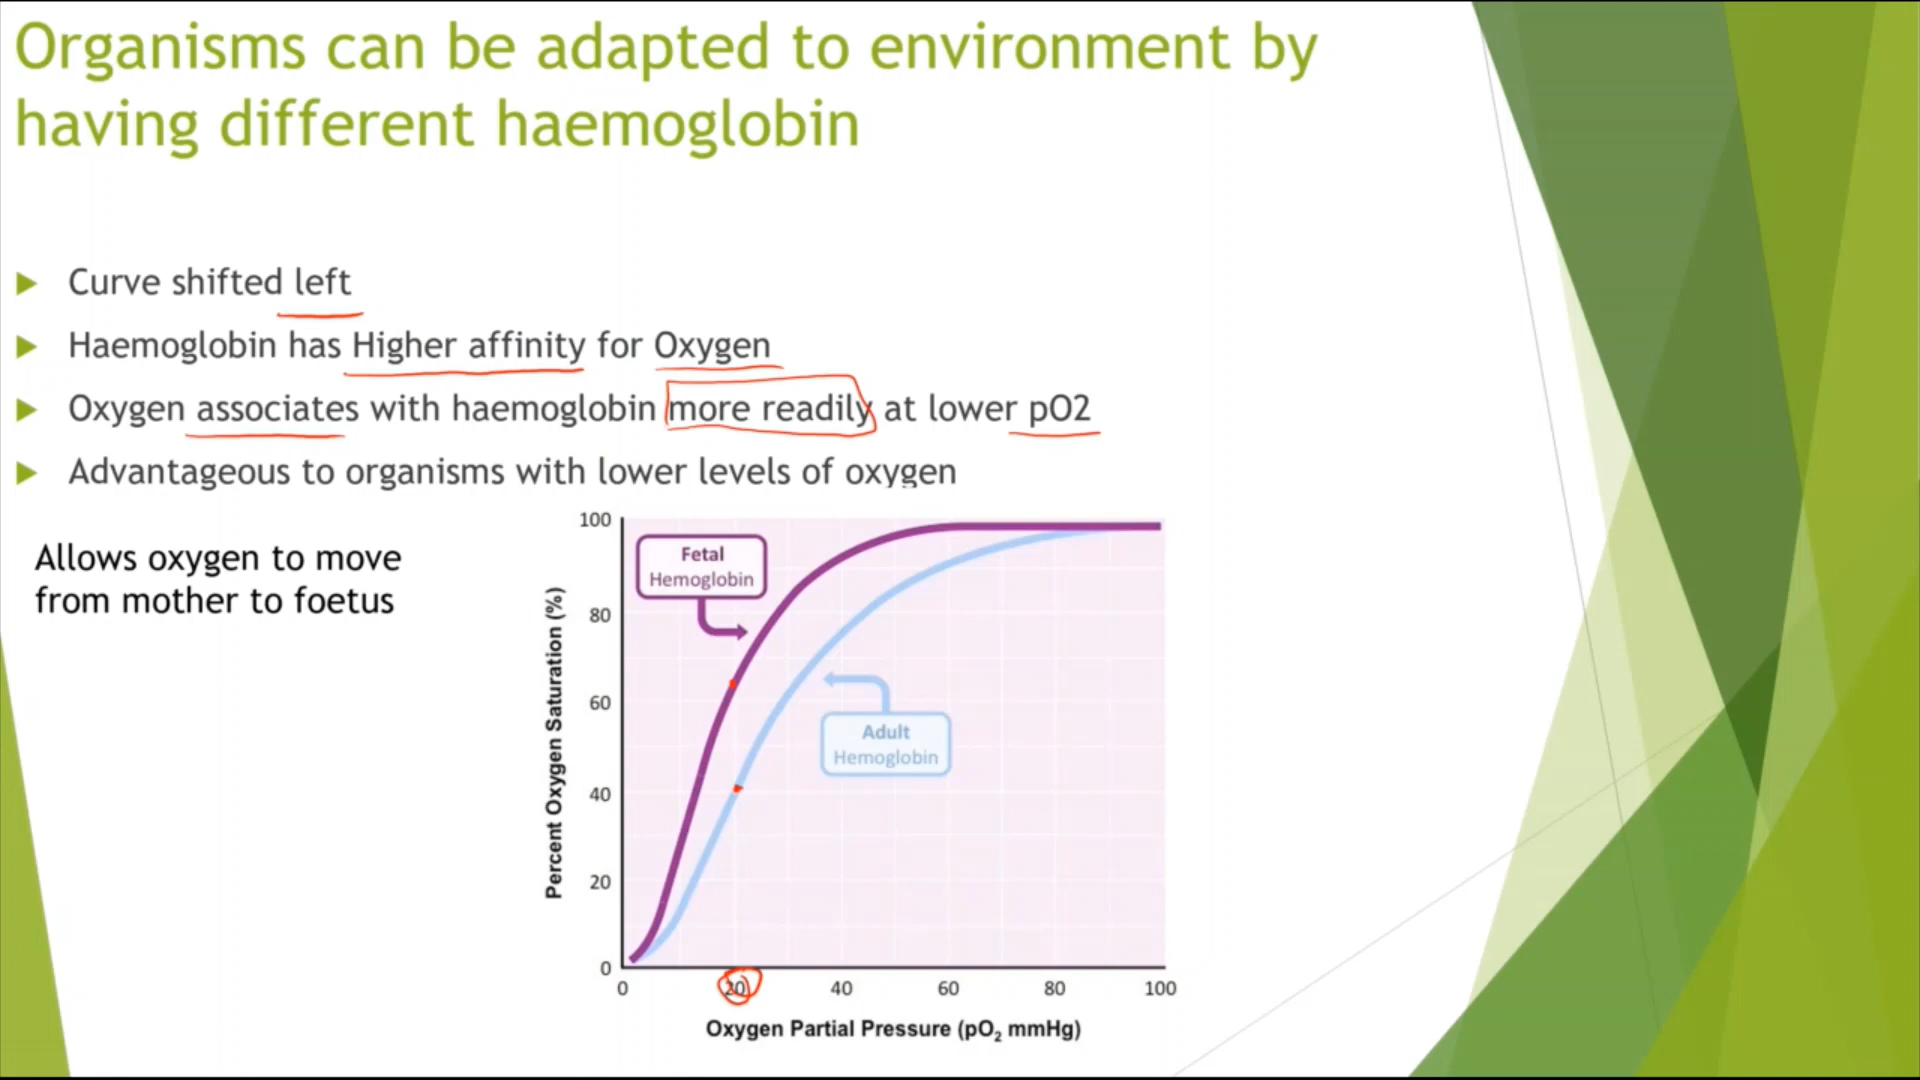 Organisms can be adapted to environment by
having different haemoglobin
Curve shifted left
Haemoglobin has Higher affinity for Oxygen
Oxygen associates with haemoglobin more readily at lower pO2
Advantageous to organisms with lower levels of oxygen
Allows oxygen to move
from mother to foetus
Percent Oxygen Saturation (%)
100
80
60
40
20
0
Fetal
Hemoglobin
Adult
Hemoglobin
0 20 40 60 80 100
Oxygen Partial Pressure (pO₂ mmHg)